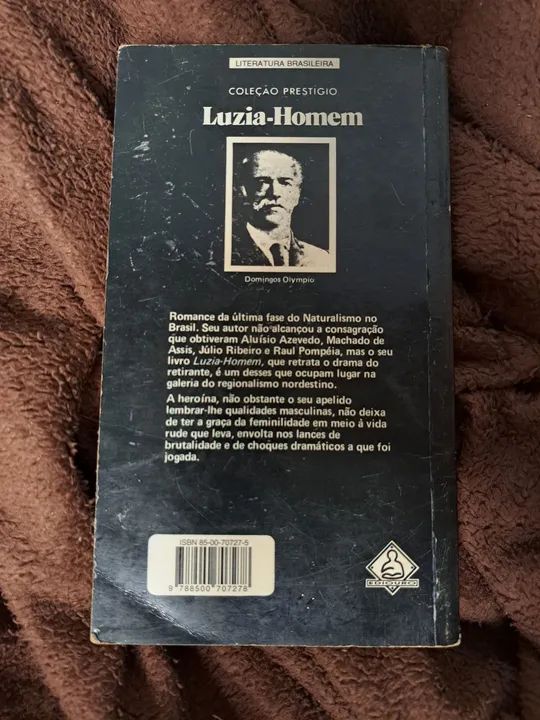 LITERATURA BRASILEIRA
COLEÇÃO PRESTÍGIO
Luzia-Homem
Domingos Olympio
Romance da última fase do Naturalismo no
Brasil. Seu autor não alcançou a consagração
que obtiveram Aluísio Azevedo, Machado de
Assis, Júlio Ribeiro e Raul Pompéia, mas o seu
livro Luzia-Homem, que retrata o drama do
retirante, é um desses que ocupam lugar na
galeria do regionalismo nordestino.
A heroína, não obstante o seu apelido
lembrar-lhe qualidades masculinas, não deixa
de ter a graça da feminilidade em meio à vida
rude que leva, envolta nos lances de
brutalidade e de choques dramáticos a que foi
jogada.
ISBN 85-00-70727-5
9 788500 707278
EDIOURO